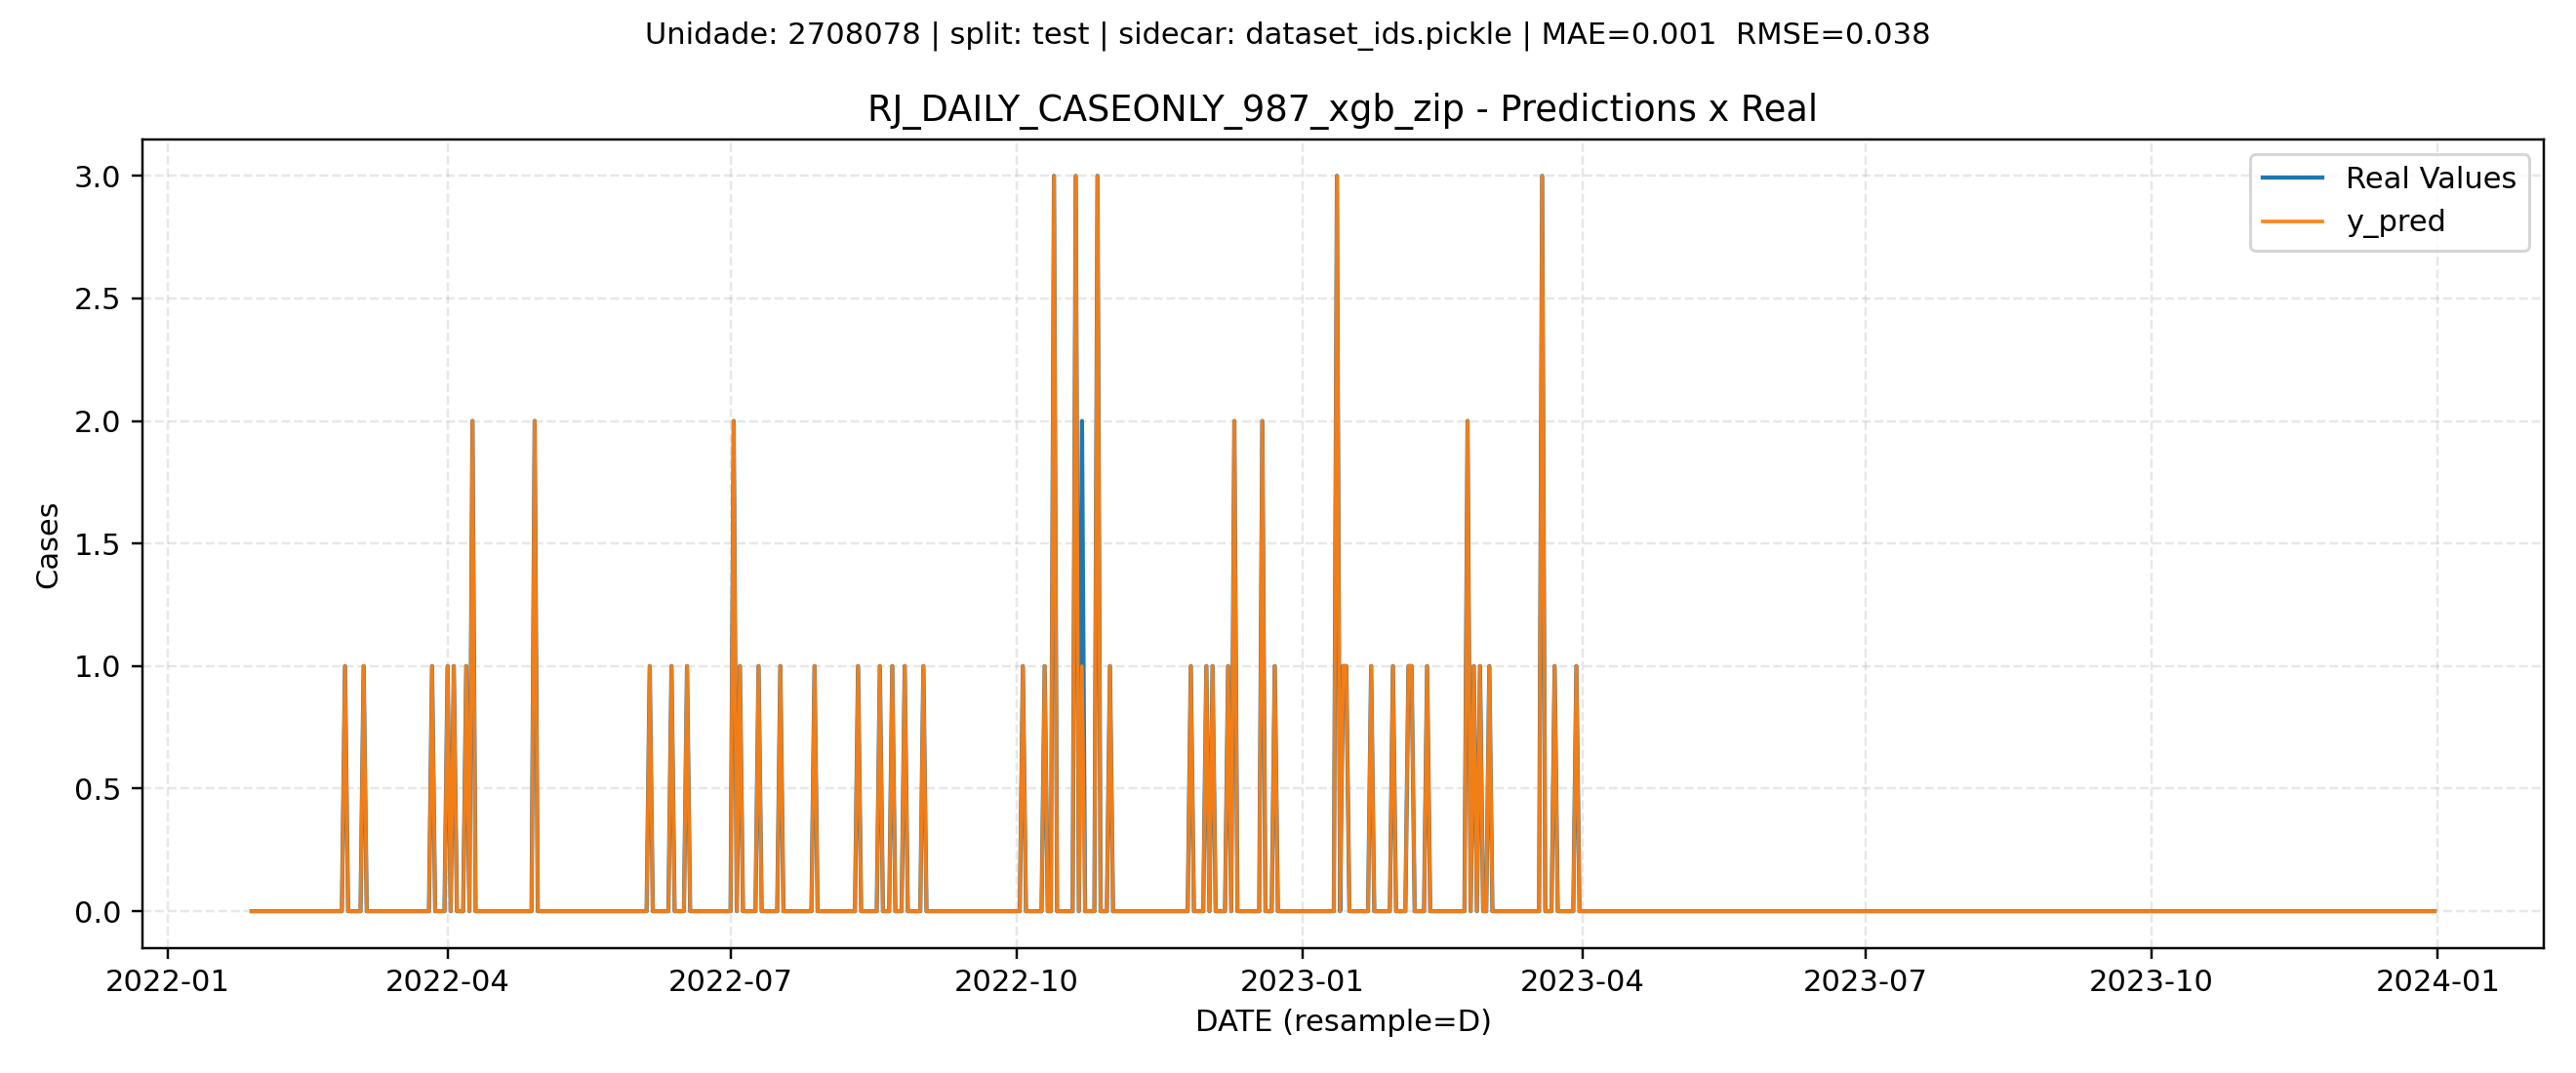 Unidade: 2708078 | split: test | sidecar: dataset_ids.pickle | MAE=0.001  RMSE=0.038
RJ_DAILY_CASEONLY_987_xgb_zip - Predictions x Real
Real Values
y_pred
3.0
2.5
2.0
1.5
1.0
0.5
0.0
Cases
2022-01 2022-04 2022-07 2022-10 2023-01 2023-04 2023-07 2023-10 2024-01
DATE (resample=D)